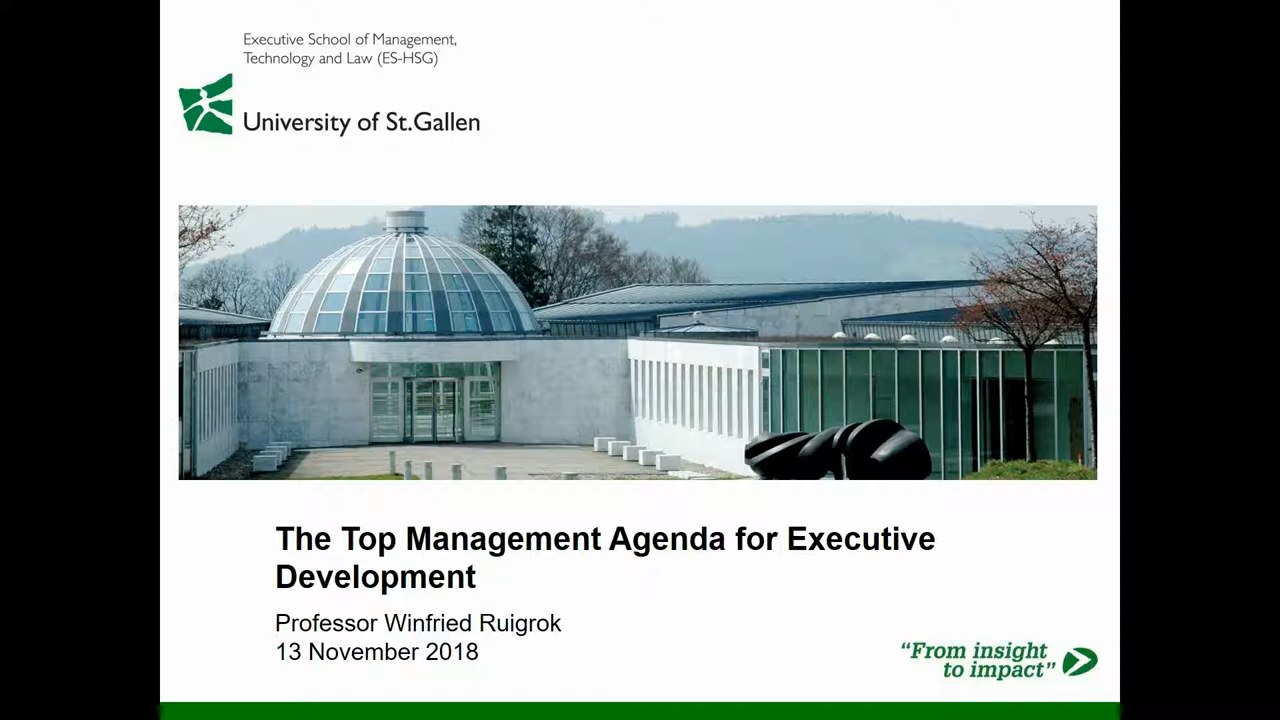 Executive School of Management,
Technology and Law (ES-HSG)
University of St.Gallen
The Top Management Agenda for Executive
Development
Professor Winfried Ruigrok
13 November 2018
“From insight
to impact”